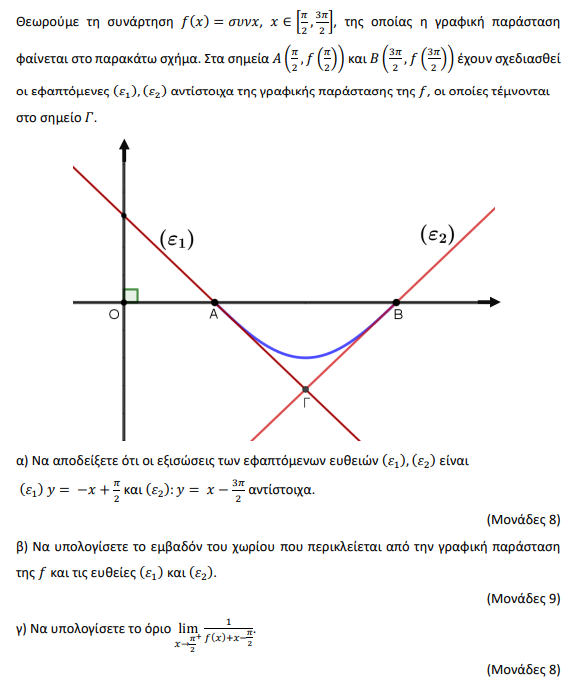 Θεωρούμε τη συνάρτηση f(x) = συνx, x ∈ [π/2, 3π/2], της οποίας η γραφική παράσταση
φαίνεται στο παρακάτω σχήμα. Στα σημεία A(π/2, f(π/2)) και B(3π/2, f(3π/2)) έχουν σχεδιασθεί
οι εφαπτόμενες (ε₁), (ε₂) αντίστοιχα της γραφικής παράστασης της f, οι οποίες τέμνονται
στο σημείο Γ.
(ε₁)
(ε₂)
O
A
B
Γ
α) Να αποδείξετε ότι οι εξισώσεις των εφαπτόμενων ευθειών (ε₁), (ε₂) είναι
(ε₁) y = −x + π/2 και (ε₂): y = x − 3π/2 αντίστοιχα.
(Μονάδες 8)
β) Να υπολογίσετε το εμβαδόν του χωρίου που περικλείεται από την γραφική παράσταση
της f και τις ευθείες (ε₁) και (ε₂).
(Μονάδες 9)
γ) Να υπολογίσετε το όριο lim x→π/2⁺ 1/(f(x)+x−π/2).
(Μονάδες 8)